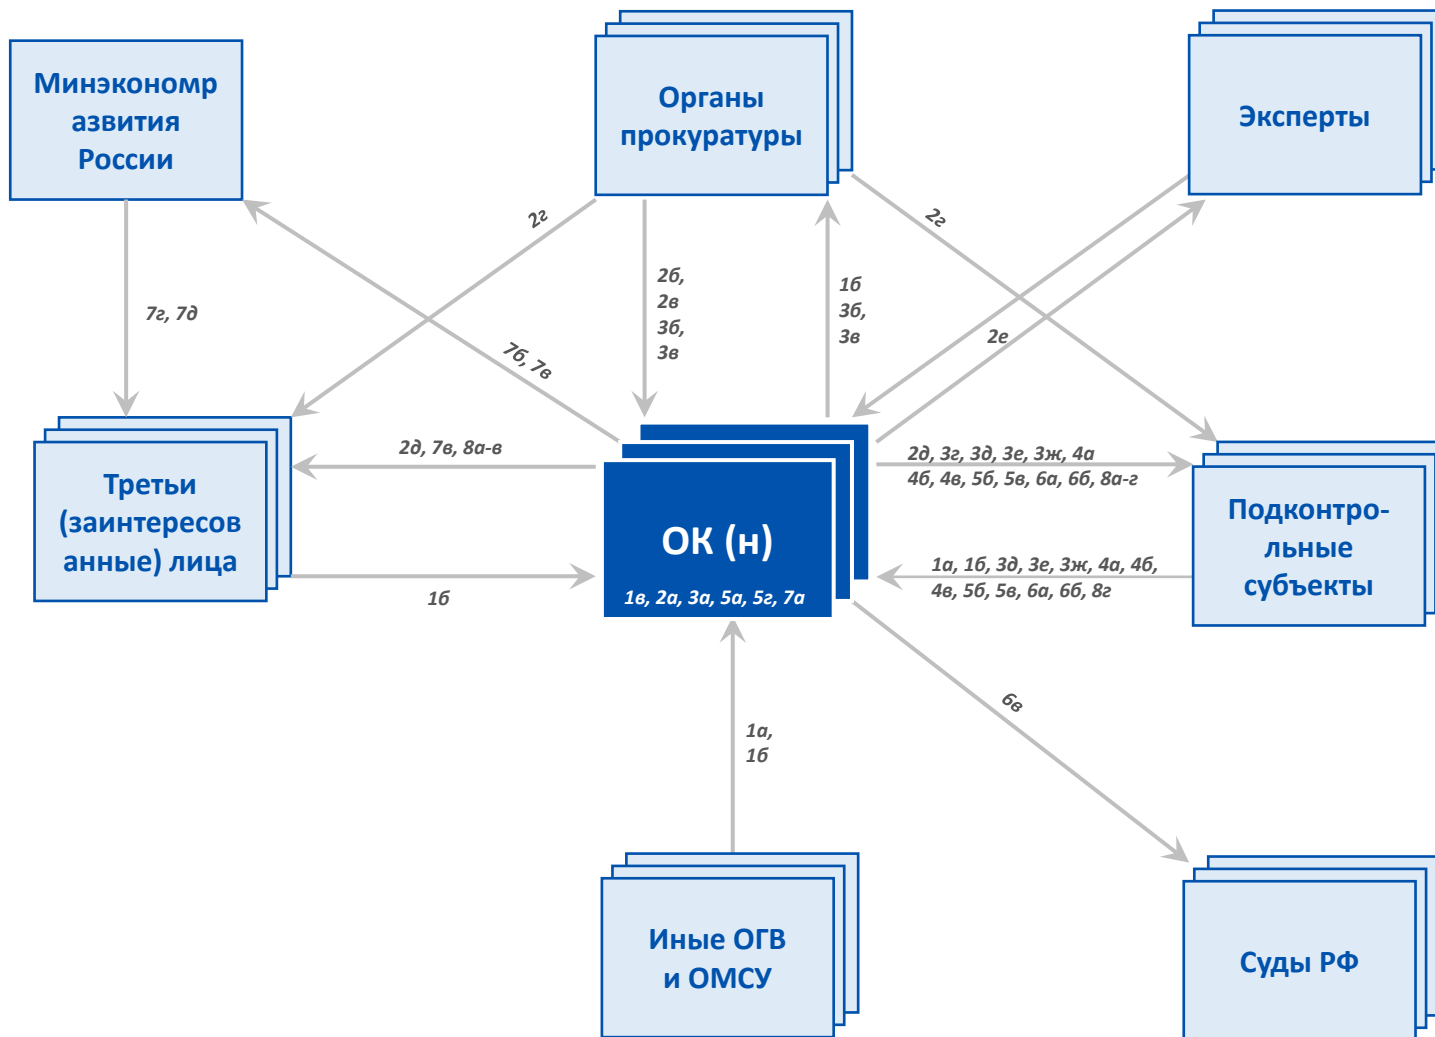 Минэкономр
азвития
России
Органы
прокуратуры
Эксперты
2г
2г
7г, 7д
2б,
2в
3б,
3в
1б
3б,
3в
2е
7б, 7в
2д, 7в, 8а-в
2д, 3г, 3д, 3е, 3ж, 4а
4б, 4в, 5б, 5в, 6а, 6б, 8а-г
Третьи
(заинтересов
анные) лица
ОК (н)
1в, 2а, 3а, 5а, 5г, 7а
Подконтро-
льные
субъекты
1б
1а, 1б, 3д, 3е, 3ж, 4а, 4б,
4в, 5б, 5в, 6а, 6б, 8г
6в
1а,
1б
Иные ОГВ
и ОМСУ
Суды РФ